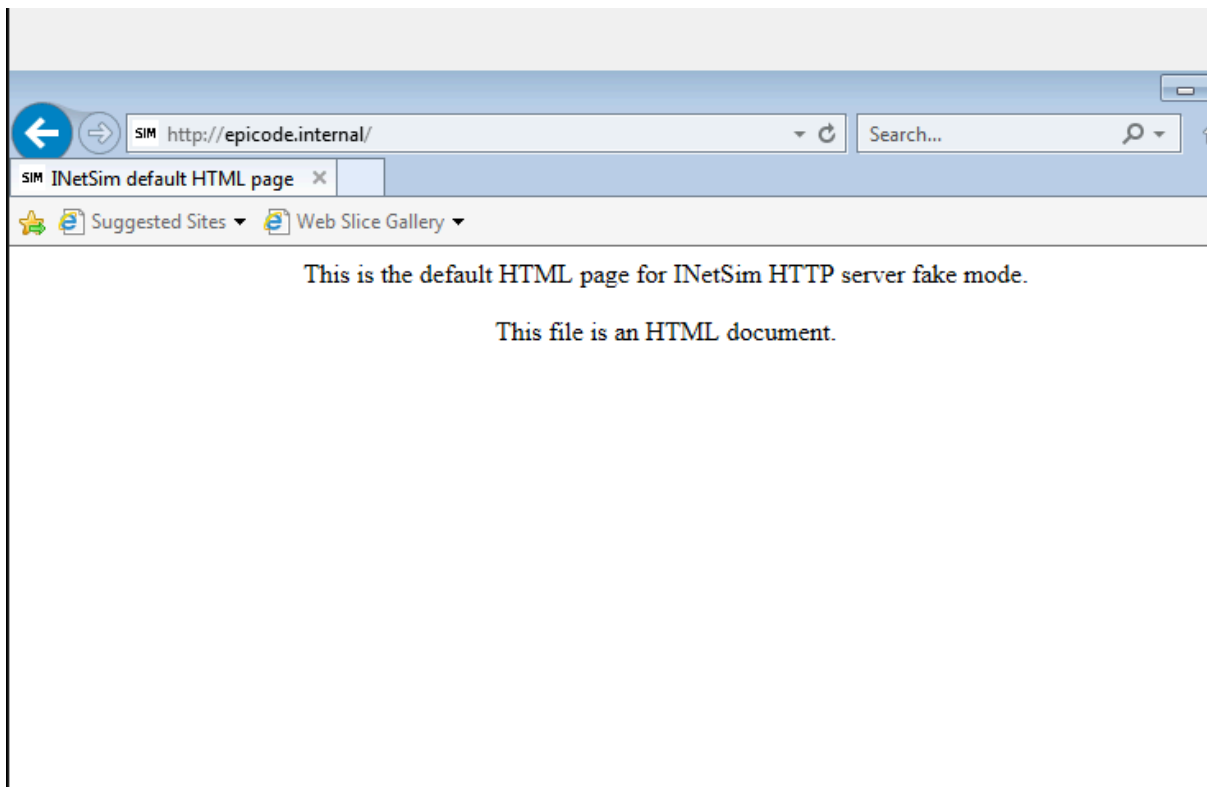 SIM http://epicode.internal/ Search...
SIM INetSim default HTML page
Suggested Sites Web Slice Gallery
This is the default HTML page for INetSim HTTP server fake mode.
This file is an HTML document.